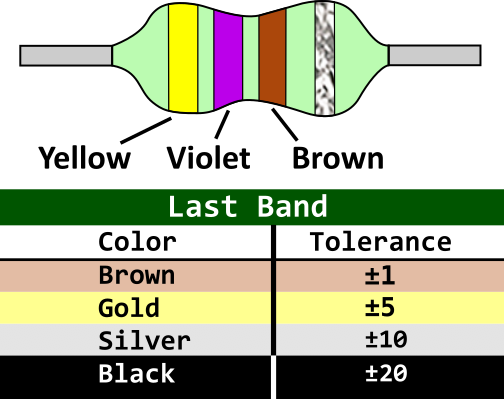 Yellow Violet Brown
Last Band
Color Tolerance
Brown ±1
Gold ±5
Silver ±10
Black ±20